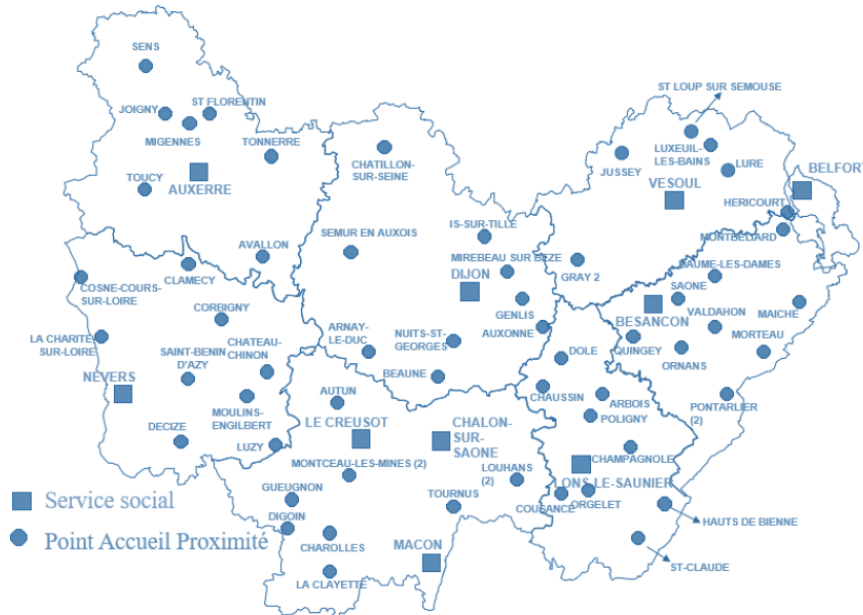 SENS
ST LOUP SUR SEMOUSE
JOIGNY
ST FLORENTIN
MIGENNES
TONNERRE
LUXEUIL-
LES-BAINS
CHATILLON-
SUR-SEINE
JUSSEY
LURE
BELFORT
TOUCY
AUXERRE
VESOUL
HERICOURT
IS-SUR-TILLE
SEMUR EN AUXOIS
MONTBELIARD
AVALLON
MIREBEAU SUR BEZE
CLAMECY
DIJON
GRAY 2
BAUME-LES-DAMES
COSNE-COURS-
SUR-LOIRE
SAONE
CORBIGNY
GENLIS
VALDAHON
MAICHE
BESANCON
LA CHARITÉ
SUR-LOIRE
ARNAY-
LE-DUC
NUITS-ST-
GEORGES
AUXONNE
MORTEAU
CHATEAU-
CHINON
QUINGEY
SAINT-BENIN
D'AZY
DOLE
ORNANS
NEVERS
BEAUNE
CHAUSSIN
AUTUN
ARBOIS
PONTARLIER
(2)
MOULINS-
ENGILBERT
POLIGNY
LE CREUSOT
CHALON-
SUR-
SAONE
DECIZE
LUZY
LOUHANS
(2)
CHAMPAGNOLE
MONTCEAU-LES-MINES (2)
LONS-LE-SAUNIER
GUEUGNON
TOURNUS
COUSANCE
ORGELET
Service social
DIGOIN
HAUTS DE BIENNE
Point Accueil Proximité
CHAROLLES
MACON
ST-CLAUDE
LA CLAYETTE